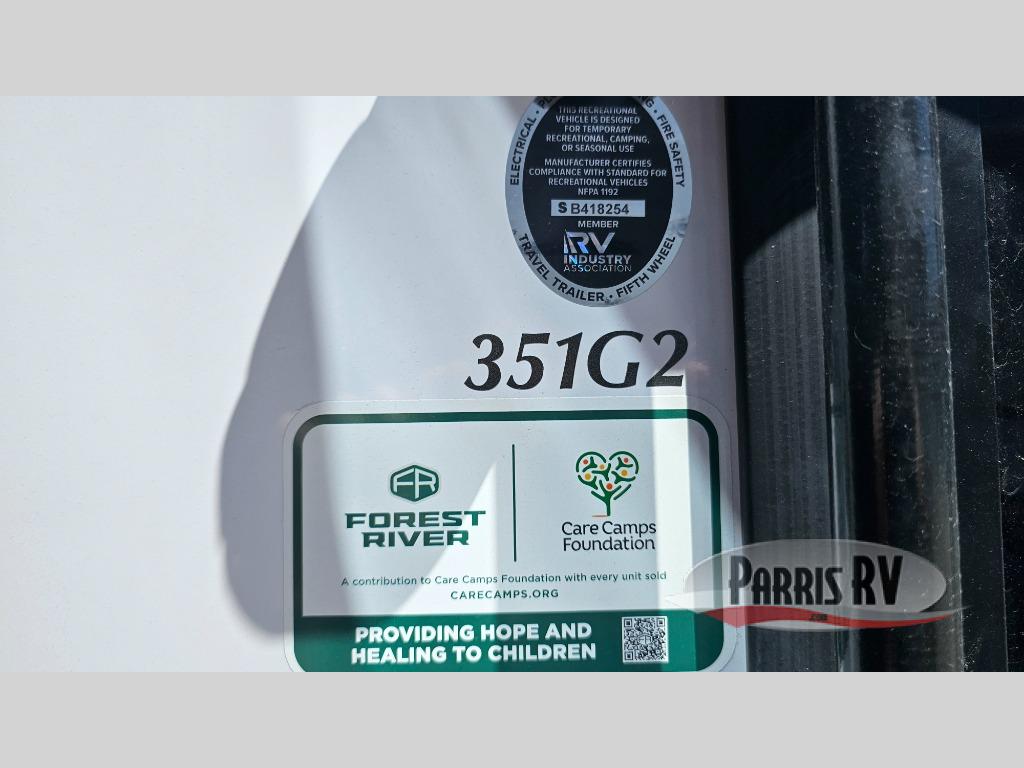 ELECTRICAL •
• FIRE SAFETY
THIS RECREATIONAL
VEHICLE IS DESIGNED
FOR TEMPORARY
RECREATIONAL, CAMPING,
OR SEASONAL USE
MANUFACTURER CERTIFIES
COMPLIANCE WITH STANDARD FOR
RECREATIONAL VEHICLES
NFPA 1192
S B418254
MEMBER
RV
INDUSTRY
ASSOCIATION
TRAVEL TRAILER • FIFTH WHEEL
351G2
FR
FOREST
RIVER
Care Camps
Foundation
A contribution to Care Camps Foundation with every unit sold
CARECAMPS.ORG
PROVIDING HOPE AND
HEALING TO CHILDREN
PARRIS RV
.com